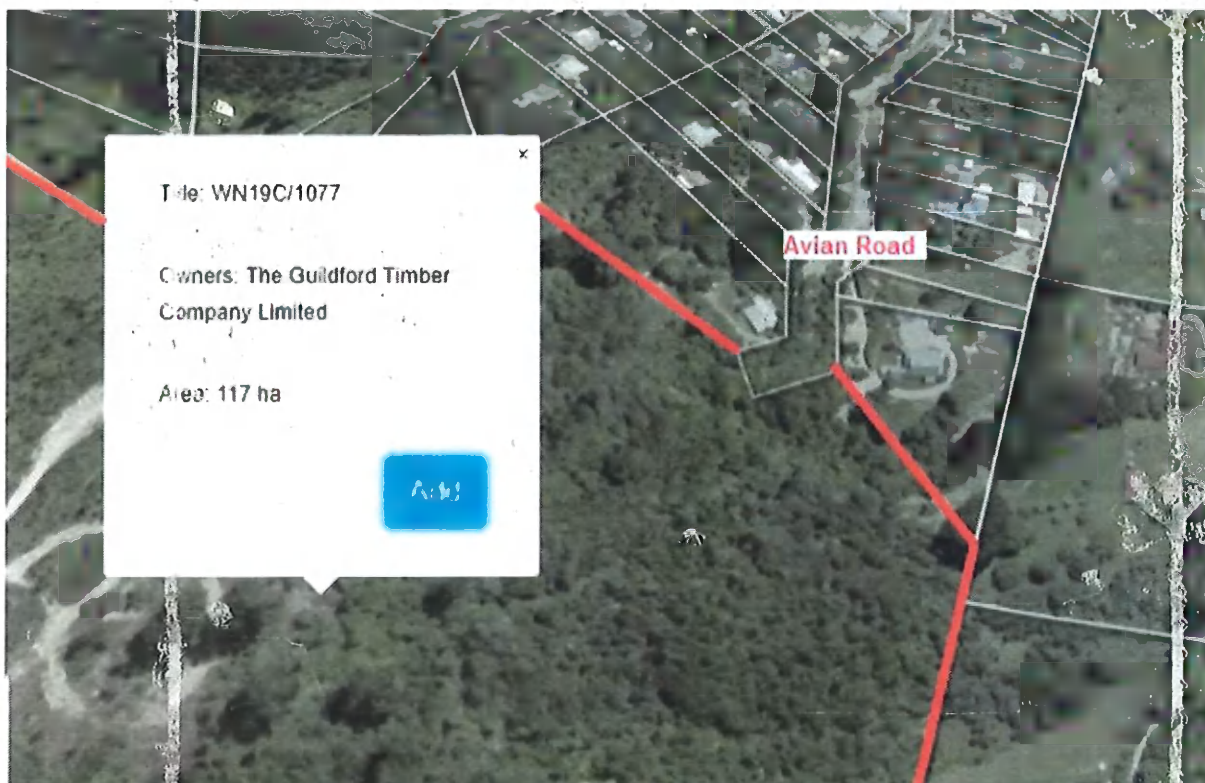 Title: WN19C/1077
Owners: The Guildford Timber
Company Limited
Area: 117 ha
Add
Avian Road
×